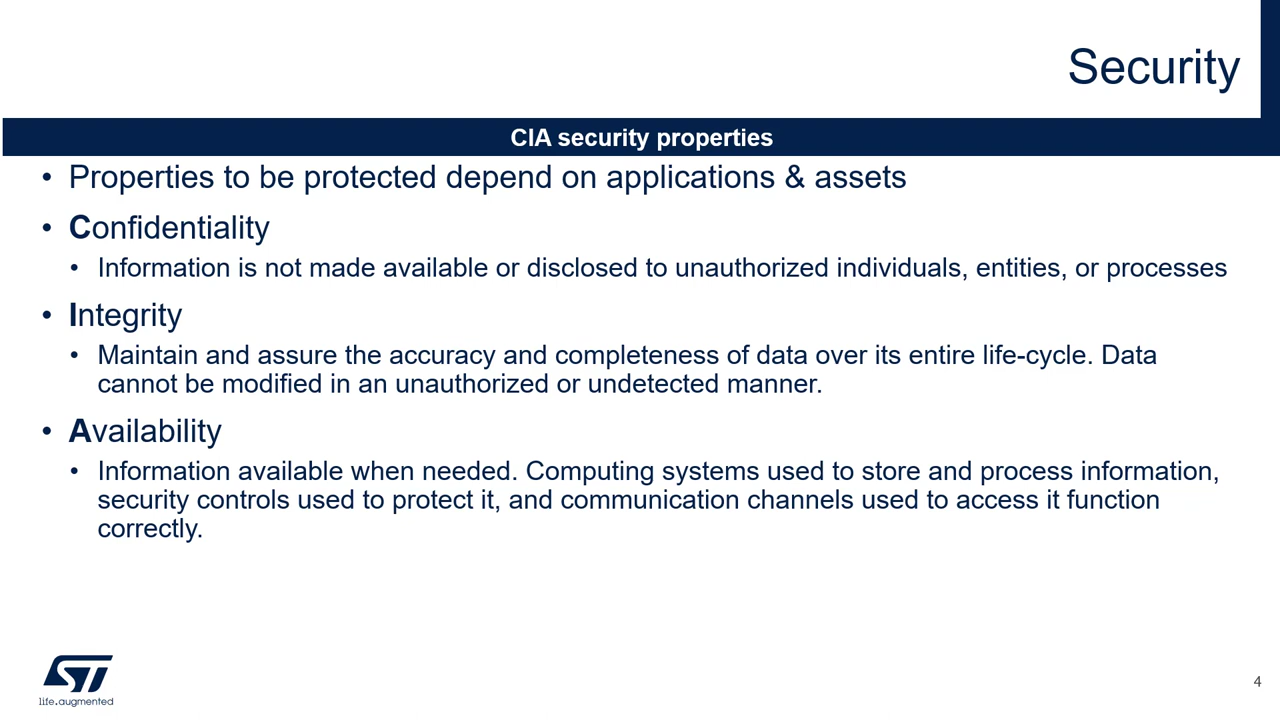 Security
CIA security properties
• Properties to be protected depend on applications & assets
• Confidentiality
• Information is not made available or disclosed to unauthorized individuals, entities, or processes
• Integrity
• Maintain and assure the accuracy and completeness of data over its entire life-cycle. Data
cannot be modified in an unauthorized or undetected manner.
• Availability
• Information available when needed. Computing systems used to store and process information,
security controls used to protect it, and communication channels used to access it function
correctly.
ST
life.augmented
4